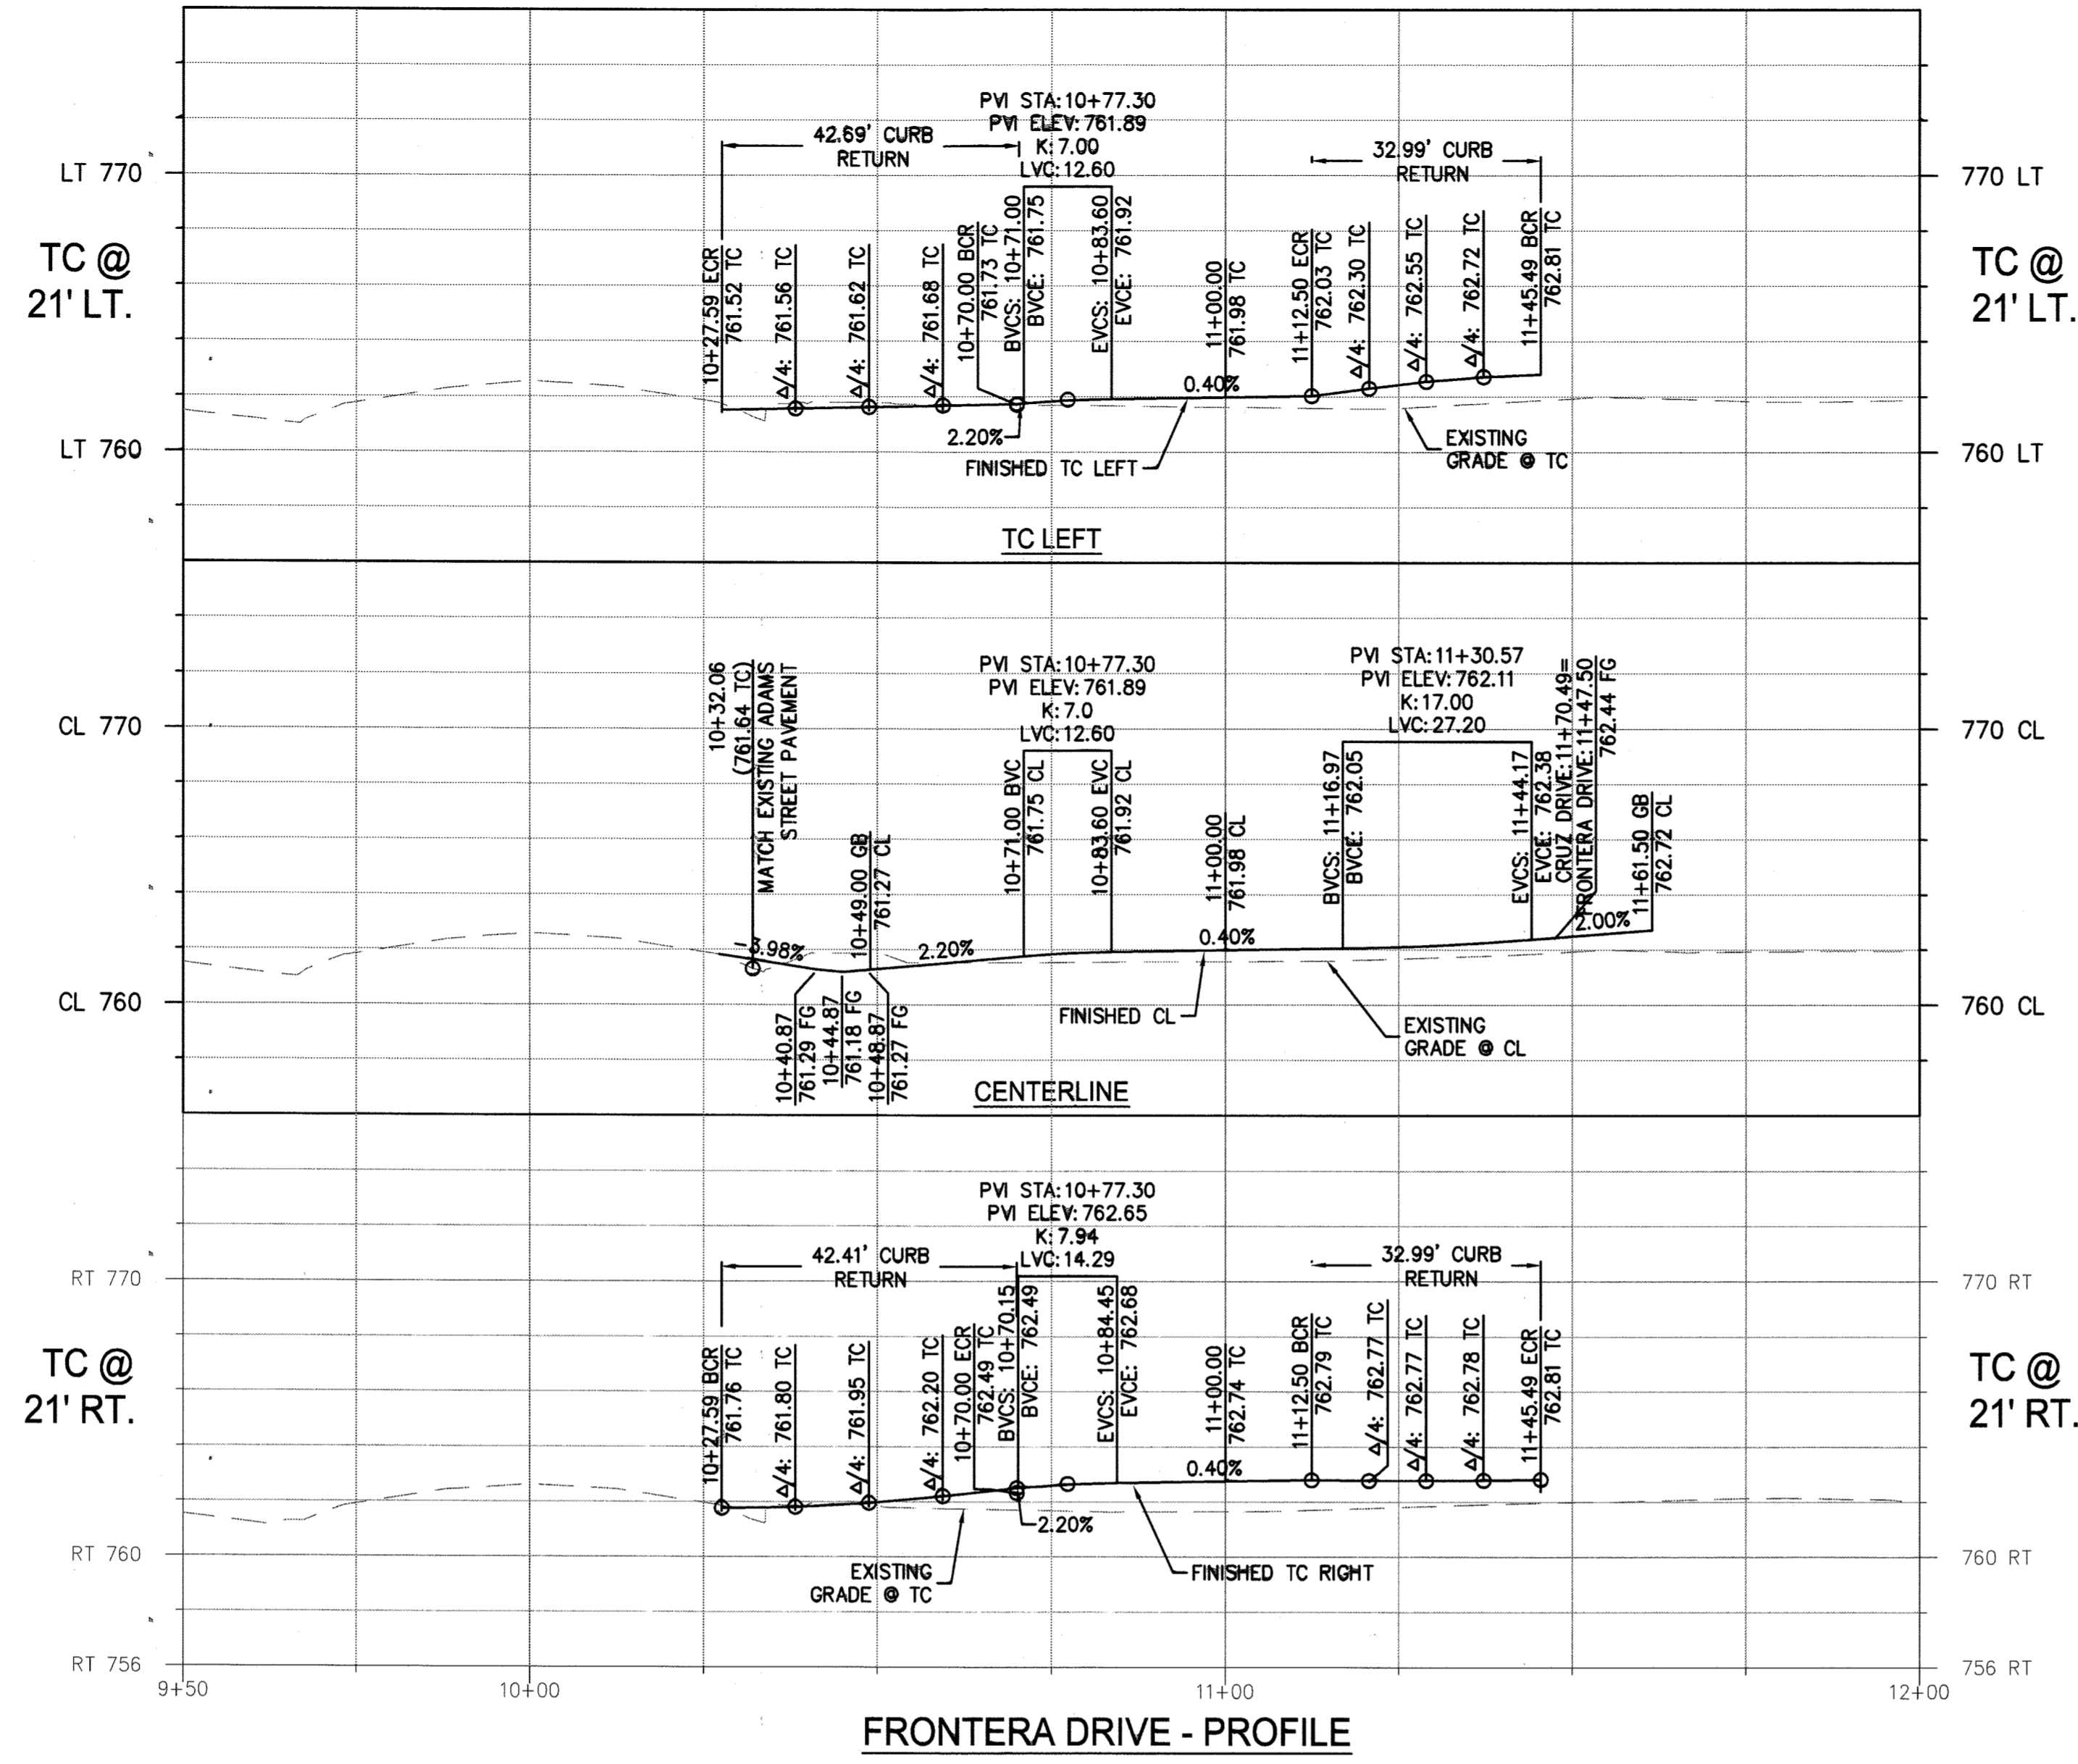 PVI STA: 10+77.30
PVI ELEV: 761.89
K: 7.00
LVC: 12.60
42.69' CURB
RETURN
32.99' CURB
RETURN
LT 770
770 LT
TC @
21' LT.
TC @
21' LT.
10+27.59 ECR
761.52 TC
Δ/4: 761.56 TC
Δ/4: 761.62 TC
Δ/4: 761.68 TC
10+70.00 BCR
761.73 TC
BVCS: 10+71.00
BVCE: 761.75
EVCS: 10+83.60
EVCE: 761.92
11+00.00
761.98 TC
11+12.50 ECR
762.03 TC
Δ/4: 762.30 TC
Δ/4: 762.55 TC
Δ/4: 762.72 TC
11+45.49 BCR
762.81 TC
0.40%
2.20%
FINISHED TC LEFT
EXISTING
GRADE @ TC
LT 760
760 LT
TC LEFT
PVI STA: 10+77.30
PVI ELEV: 761.89
K: 7.0
LVC: 12.60
PVI STA: 11+30.57
PVI ELEV: 762.11
K: 17.00
LVC: 27.20
CL 770
770 CL
10+32.06
(761.64 TC)
MATCH EXISTING ADAMS
STREET PAVEMENT
10+49.00 GB
761.27 CL
10+71.00 BVC
761.75 CL
10+83.60 EVC
761.92 CL
11+00.00
761.98 CL
BVCS: 11+16.97
BVCE: 762.05
EVCS: 11+44.17
EVCE: 762.38
CRUZ DRIVE: 11+70.49=
FRONTERA DRIVE: 11+47.50
762.44 FG
11+61.50 GB
762.72 CL
-3.98%
2.20%
0.40%
2.00%
CL 760
760 CL
10+40.87
761.29 FG
10+44.87
761.18 FG
10+48.87
761.27 FG
FINISHED CL
EXISTING
GRADE @ CL
CENTERLINE
PVI STA: 10+77.30
PVI ELEV: 762.65
K: 7.94
LVC: 14.29
42.41' CURB
RETURN
32.99' CURB
RETURN
RT 770
770 RT
TC @
21' RT.
TC @
21' RT.
10+27.59 BCR
761.76 TC
Δ/4: 761.80 TC
Δ/4: 761.95 TC
Δ/4: 762.20 TC
10+70.00 ECR
762.49 TC
BVCS: 10+70.15
BVCE: 762.49
EVCS: 10+84.45
EVCE: 762.68
11+00.00
762.74 TC
11+12.50 BCR
762.79 TC
Δ/4: 762.77 TC
Δ/4: 762.77 TC
Δ/4: 762.78 TC
11+45.49 ECR
762.81 TC
0.40%
2.20%
EXISTING
GRADE @ TC
FINISHED TC RIGHT
RT 760
760 RT
RT 756
756 RT
9+50
10+00
11+00
12+00
FRONTERA DRIVE - PROFILE